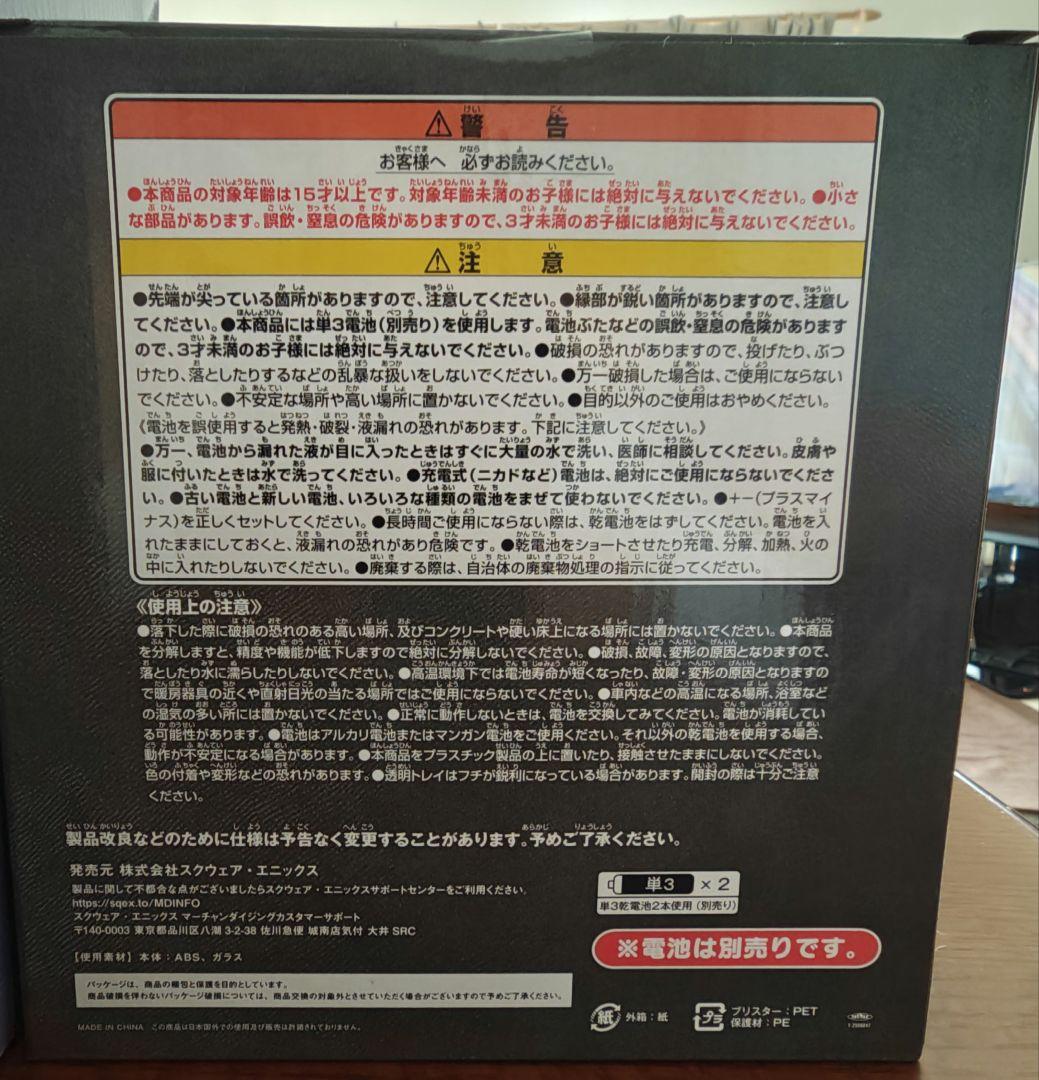 ⚠警告
お客様へ 必ずお読みください。
●本商品の対象年齢は15才以上です。対象年齢未満のお子様には絶対に与えないでください。●小さ
な部品があります。誤飲・窒息の危険がありますので、3才未満のお子様には絶対に与えないでください。
⚠注意
●先端が尖っている箇所がありますので、注意してください。●縁部が鋭い箇所がありますので、注意し
てください。●本商品には単3電池(別売り)を使用します。電池ぶたなどの誤飲・窒息の危険があります
ので、3才未満のお子様には絶対に与えないでください。●破損の恐れがありますので、投げたり、ぶつ
けたり、落としたりするなどの乱暴な扱いをしないでください。●万一破損した場合は、ご使用にならない
でください。●不安定な場所や高い場所に置かないでください。●目的以外のご使用はおやめください。
《電池を誤使用すると発熱・破裂・液漏れの恐れがあります。下記に注意してください。》
●万一、電池から漏れた液が目に入ったときはすぐに大量の水で洗い、医師に相談してください。皮膚や
服に付いたときは水で洗ってください。●充電式(ニカドなど)電池は、絶対にご使用にならないでくださ
い。●古い電池と新しい電池、いろいろな種類の電池をまぜて使わないでください。●+−(プラスマイ
ナス)を正しくセットしてください。●長時間ご使用にならない際は、乾電池をはずしてください。電池を入
れたままにしておくと、液漏れの恐れがあり危険です。●乾電池をショートさせたり充電、分解、加熱、火の
中に入れたりしないでください。●廃棄する際は、自治体の廃棄物処理の指示に従ってください。
《使用上の注意》
●落下した際に破損の恐れのある高い場所、及びコンクリートや硬い床上になる場所には置かないでください。●本商品
を分解しますと、精度や機能が低下しますので絶対に分解しないでください。●破損、故障、変形の原因となりますので、
落としたり水に濡らしたりしないでください。●高温環境下では電池寿命が短くなったり、故障・変形の原因となりますの
で暖房器具の近くや直射日光の当たる場所ではご使用にならないでください。●車内などの高温になる場所、浴室など
の湿気の多い所には置かないでください。●正常に動作しないときは、電池を交換してみてください。電池が消耗してい
る可能性があります。●電池はアルカリ電池またはマンガン電池をご使用ください。それ以外の乾電池を使用する場合、
動作が不安定になる場合があります。●本商品をプラスチック製品の上に置いたり、接触させたままにしないでください。
色の付着や変形などの恐れがあります。●透明トレイはフチが鋭利になっている場合があります。開封の際は十分ご注意
ください。
製品改良などのために仕様は予告なく変更することがあります。予めご了承ください。
発売元 株式会社スクウェア・エニックス
製品に関して不都合な点がございましたらスクウェア・エニックスサポートセンターをご利用ください。
https://sqex.to/MDINFO
スクウェア・エニックス マーチャンダイジングカスタマーサポート
〒140-0003 東京都品川区八潮 3-2-38 佐川急便 城南店気付 大井 SRC
【使用素材】本体:ABS、ガラス
単3 ×2
単3乾電池2本使用(別売り)
※電池は別売りです。
パッケージは、商品の梱包と保護を目的としています。
商品破損を伴わないパッケージ破損については、商品交換の対象外とさせていただく場合がございますので予めご了承ください。
MADE IN CHINA この商品は日本国外での使用及び販売は許諾されておりません。
紙 外箱:紙
プラ ブリスター:PET
保護材:PE